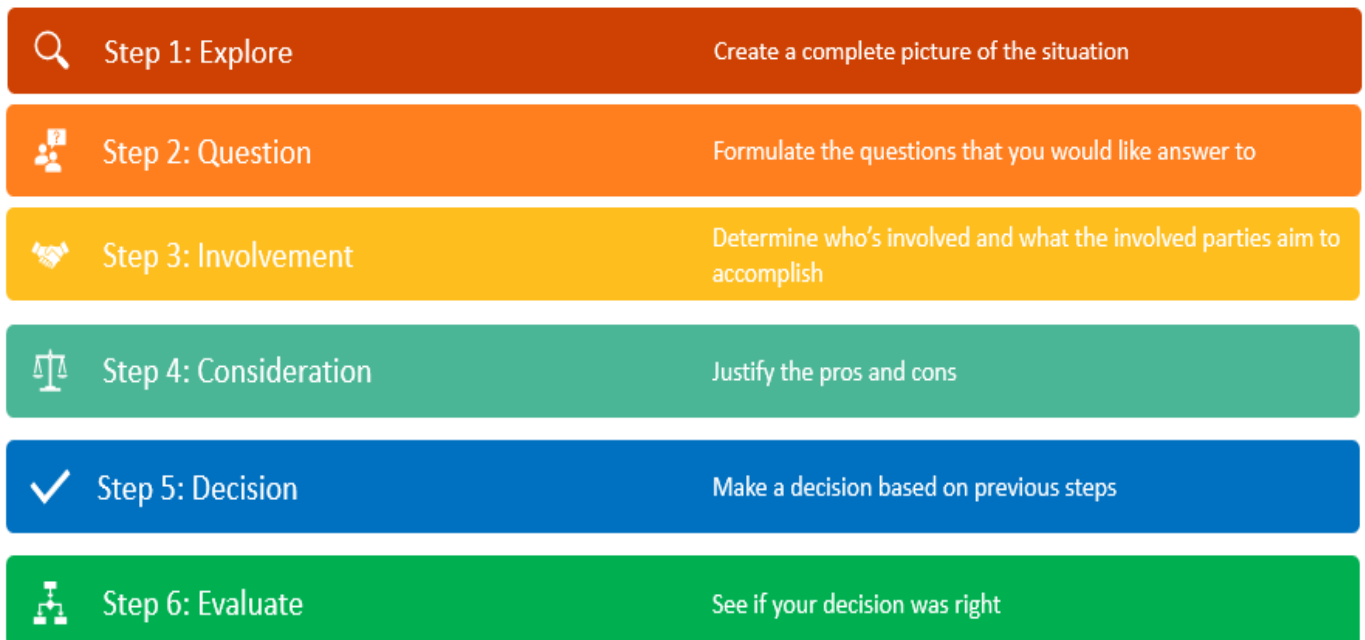 Step 1: Explore
Create a complete picture of the situation
?
Step 2: Question
Formulate the questions that you would like answer to
Step 3: Involvement
Determine who's involved and what the involved parties aim to
accomplish
Step 4: Consideration
Justify the pros and cons
Step 5: Decision
Make a decision based on previous steps
Step 6: Evaluate
See if your decision was right